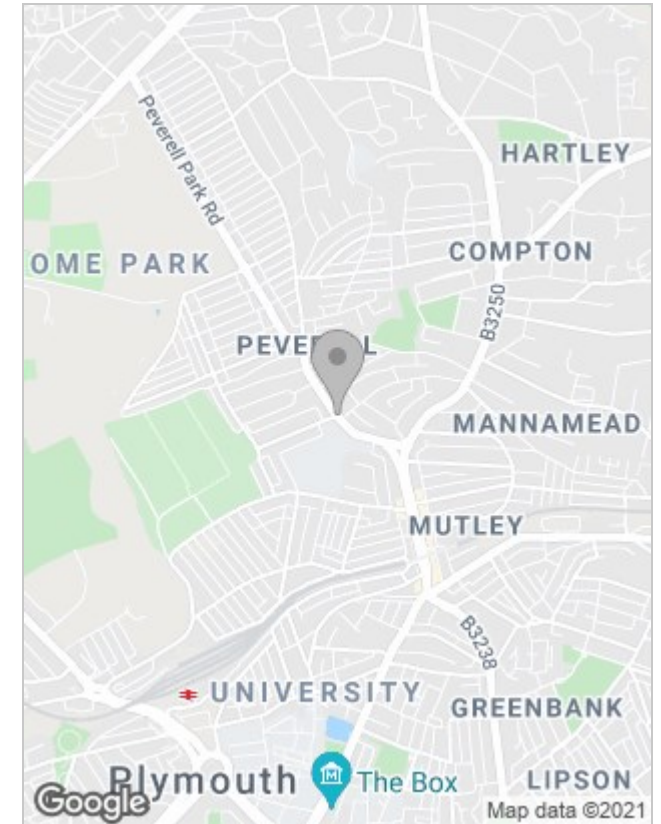 Peverell Park Rd
HARTLEY
OME PARK
COMPTON
B3250
PEVE L
MANNAMEAD
MUTLEY
B3238
UNIVERSITY
GREENBANK
Plymouth
The Box
LIPSON
Google
Map data ©2021